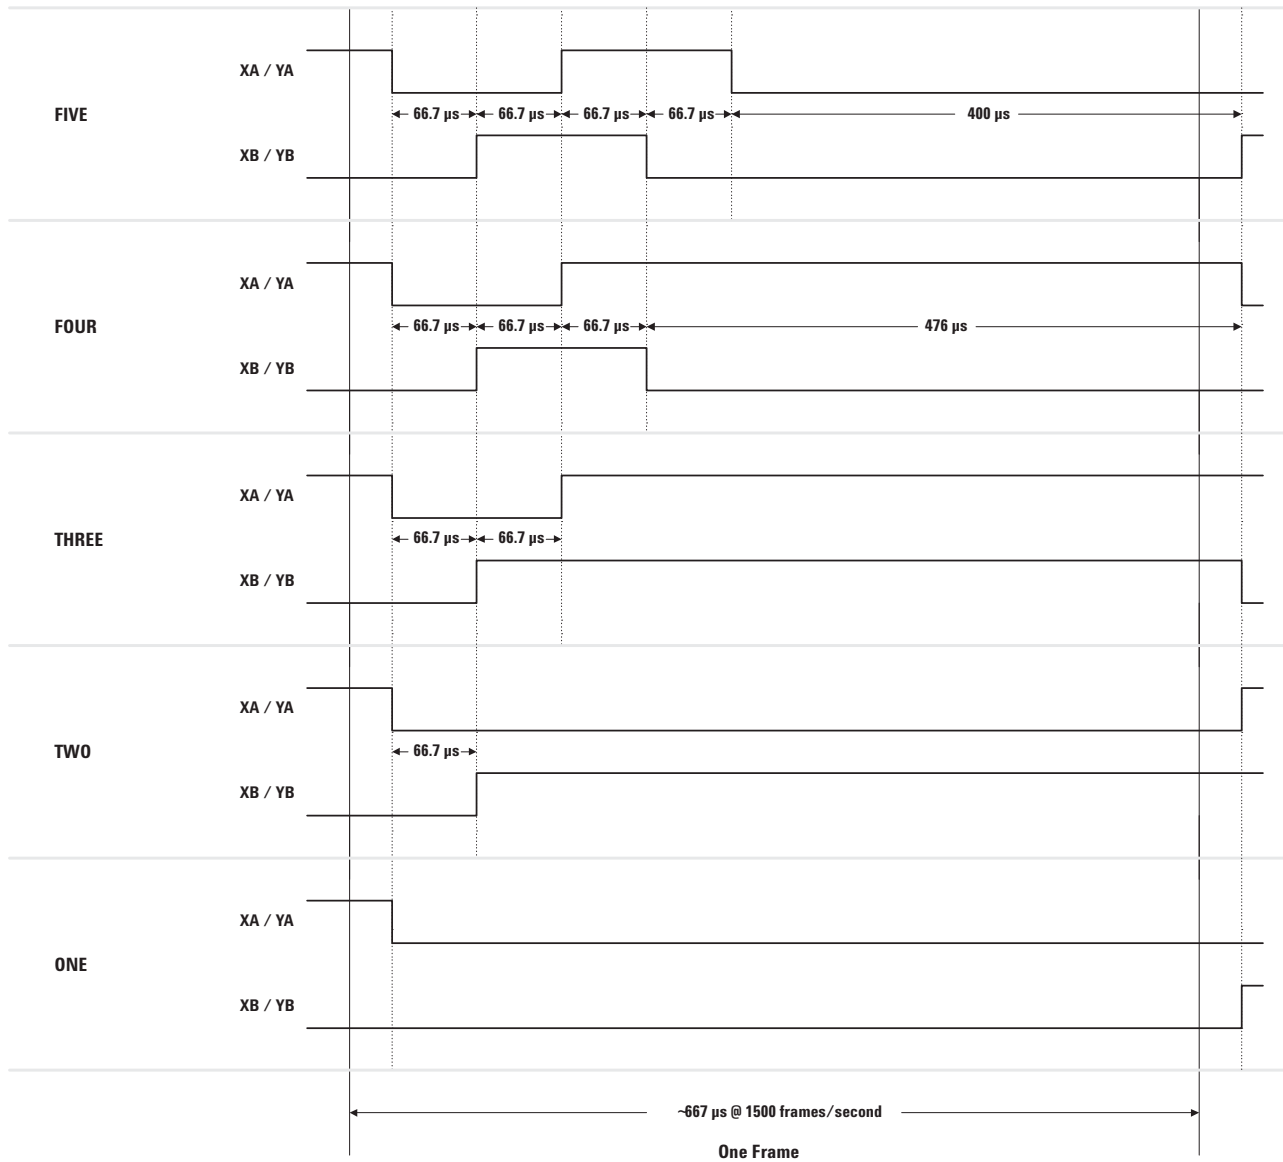 XA / YA
FIVE
66.7 µs 66.7 µs 66.7 µs 66.7 µs 400 µs
XB / YB
XA / YA
FOUR
66.7 µs 66.7 µs 66.7 µs 476 µs
XB / YB
XA / YA
THREE
66.7 µs 66.7 µs
XB / YB
XA / YA
TWO
66.7 µs
XB / YB
XA / YA
ONE
XB / YB
~667 µs @ 1500 frames/second
One Frame